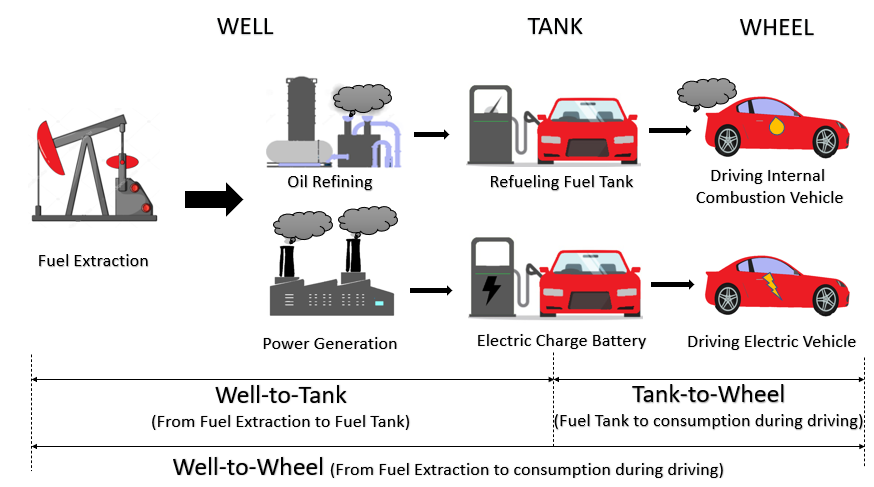 WELL
TANK
WHEEL
Oil Refining
Refueling Fuel Tank
Driving Internal
Combustion Vehicle
Fuel Extraction
Power Generation
Electric Charge Battery
Driving Electric Vehicle
Well-to-Tank
(From Fuel Extraction to Fuel Tank)
Tank-to-Wheel
(Fuel Tank to consumption during driving)
Well-to-Wheel (From Fuel Extraction to consumption during driving)